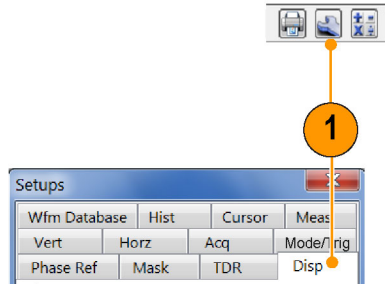 1
Setups
Wfm Database Hist Cursor Meas
Vert Horz Acq Mode/Trig
Phase Ref Mask TDR Disp